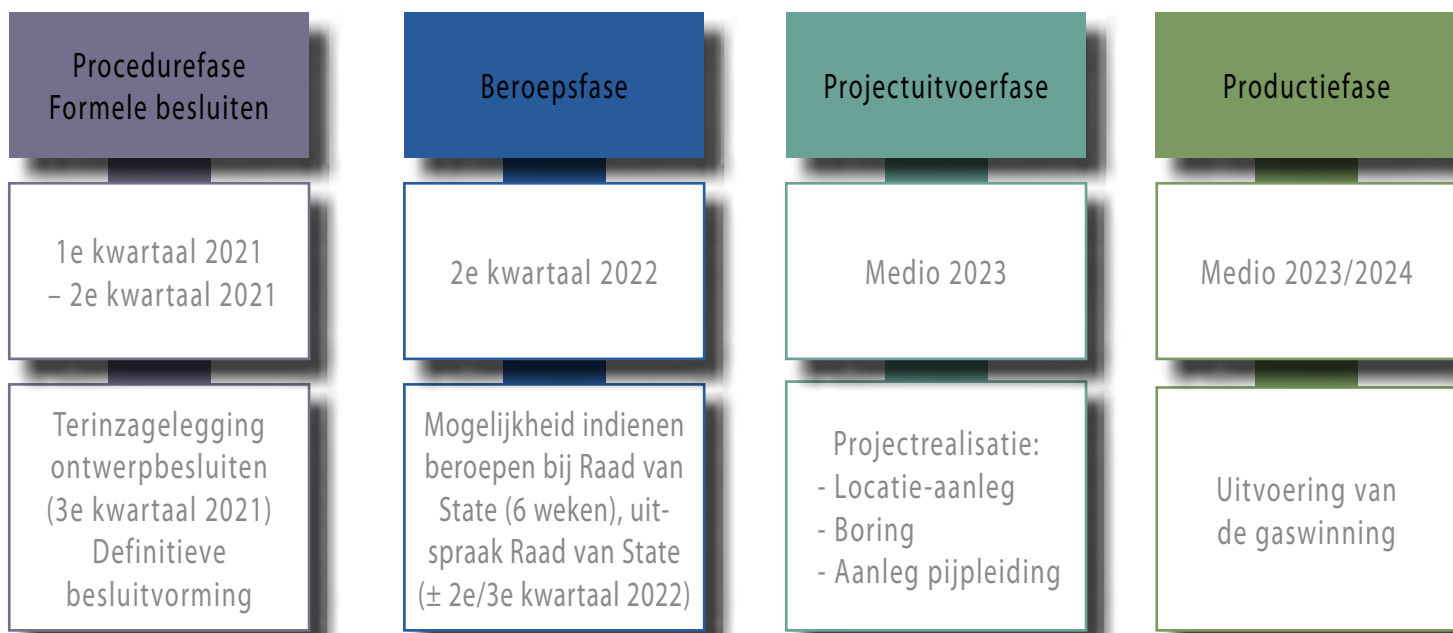 Procedurefase
Formele besluiten
1e kwartaal 2021
– 2e kwartaal 2021
Terinzagelegging
ontwerpbesluiten
(3e kwartaal 2021)
Definitieve
besluitvorming
Beroepsfase
2e kwartaal 2022
Mogelijkheid indienen
beroepen bij Raad van
State (6 weken), uit-
spraak Raad van State
(± 2e/3e kwartaal 2022)
Projectuitvoerfase
Medio 2023
Projectrealisatie:
- Locatie-aanleg
- Boring
- Aanleg pijpleiding
Productiefase
Medio 2023/2024
Uitvoering van
de gaswinning